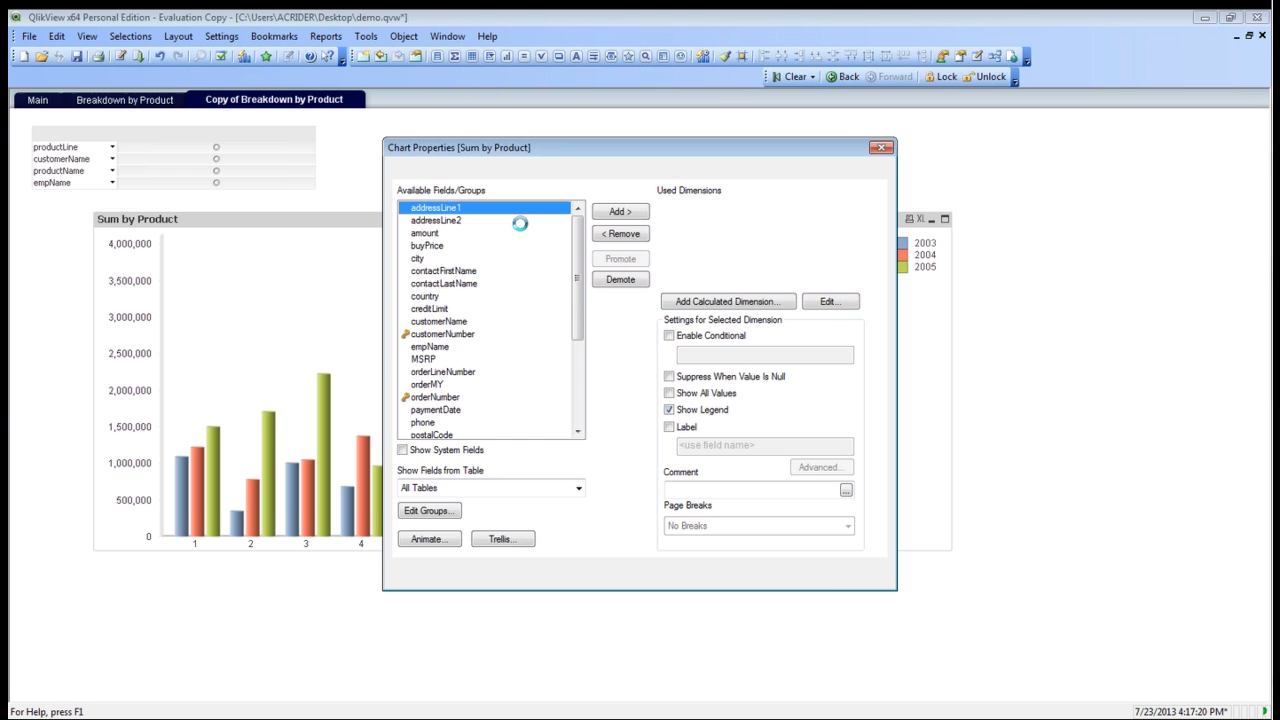 QlikView x64 Personal Edition - Evaluation Copy - [C:\Users\ACRIDER\Desktop\demo.qvw*]
File Edit View Selections Layout Settings Bookmarks Reports Tools Object Window Help
Clear Back Forward Lock Unlock
Main Breakdown by Product Copy of Breakdown by Product
productLine
customerName
productName
empName
Sum by Product
XL
4,000,000
3,500,000
3,000,000
2,500,000
2,000,000
1,500,000
1,000,000
500,000
0
1 2 3 4
2003
2004
2005
Chart Properties [Sum by Product]
Available Fields/Groups
addressLine1
addressLine2
amount
buyPrice
city
contactFirstName
contactLastName
country
creditLimit
customerName
customerNumber
empName
MSRP
orderLineNumber
orderMY
orderNumber
paymentDate
phone
postalCode
Show System Fields
Show Fields from Table
All Tables
Edit Groups...
Animate... Trellis...
Add >
< Remove
Promote
Demote
Used Dimensions
Add Calculated Dimension... Edit...
Settings for Selected Dimension
Enable Conditional
Suppress When Value Is Null
Show All Values
Show Legend
Label
<use field name>
Advanced...
Comment
...
Page Breaks
No Breaks
For Help, press F1
7/23/2013 4:17:20 PM*